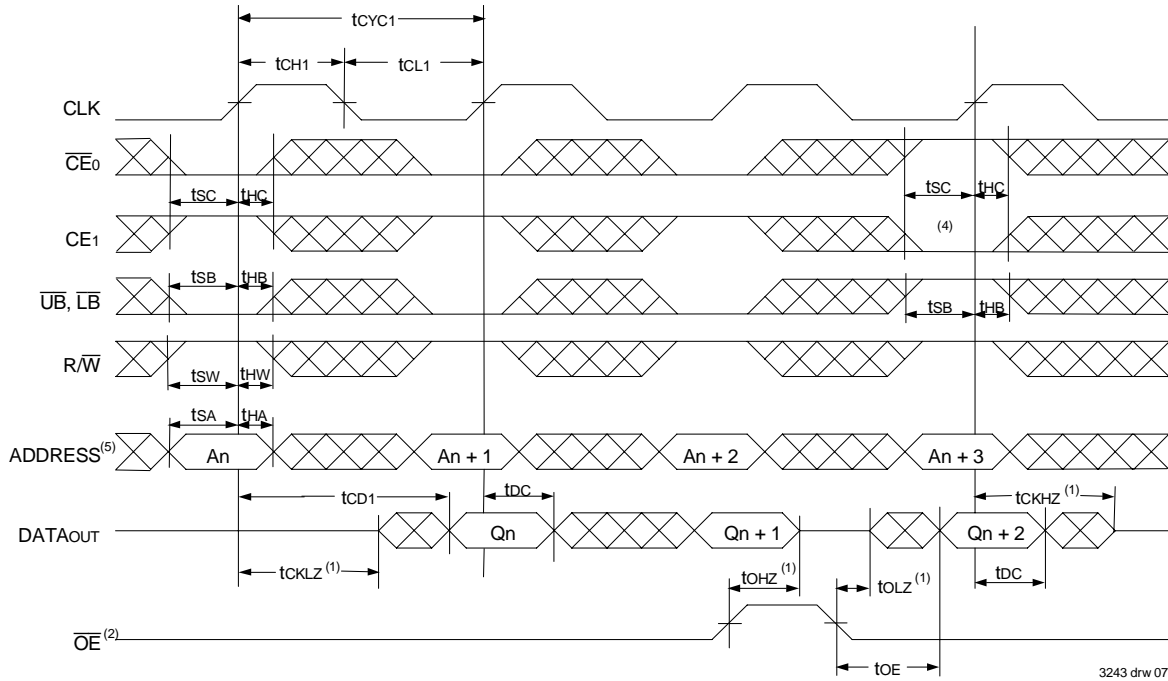 tCYC1
tCH1 tCL1
CLK
CE0
tSC tHC tSC tHC
CE1 (4)
tSB tHB
UB, LB
tSB tHB
R/W
tSW tHW
tSA tHA
ADDRESS(5) An An + 1 An + 2 An + 3
tCD1 tDC tCKHZ (1)
DATAOUT Qn Qn + 1 Qn + 2
tCKLZ (1) tOHZ (1) tOLZ (1) tDC
OE (2)
tOE
3243 drw 07